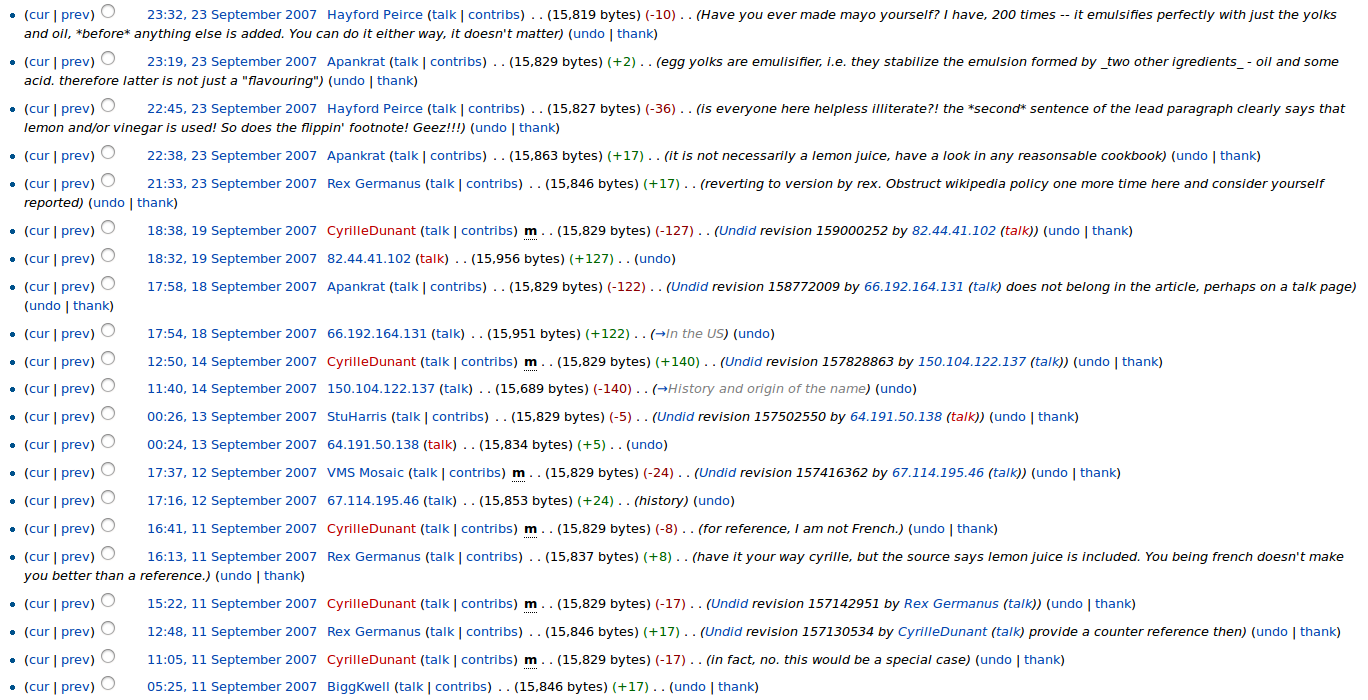 • (cur | prev) 23:32, 23 September 2007 Hayford Peirce (talk | contribs) . . (15,819 bytes) (-10) . . (Have you ever made mayo yourself? I have, 200 times -- it emulsifies perfectly with just the yolks
and oil, *before* anything else is added. You can do it either way, it doesn't matter) (undo | thank)
• (cur | prev) 23:19, 23 September 2007 Apankrat (talk | contribs) . . (15,829 bytes) (+2) . . (egg yolks are emulisifier, i.e. they stabilize the emulsion formed by _two other igredients_ - oil and some
acid. therefore latter is not just a "flavouring") (undo | thank)
• (cur | prev) 22:45, 23 September 2007 Hayford Peirce (talk | contribs) . . (15,827 bytes) (-36) . . (is everyone here helpless illiterate?! the *second* sentence of the lead paragraph clearly says that
lemon and/or vinegar is used! So does the flippin' footnote! Geez!!!) (undo | thank)
• (cur | prev) 22:38, 23 September 2007 Apankrat (talk | contribs) . . (15,863 bytes) (+17) . . (it is not necessarily a lemon juice, have a look in any reasonsable cookbook) (undo | thank)
• (cur | prev) 21:33, 23 September 2007 Rex Germanus (talk | contribs) . . (15,846 bytes) (+17) . . (reverting to version by rex. Obstruct wikipedia policy one more time here and consider yourself
reported) (undo | thank)
• (cur | prev) 18:38, 19 September 2007 CyrilleDunant (talk | contribs) m . . (15,829 bytes) (-127) . . (Undid revision 159000252 by 82.44.41.102 (talk)) (undo | thank)
• (cur | prev) 18:32, 19 September 2007 82.44.41.102 (talk) . . (15,956 bytes) (+127) . . (undo)
• (cur | prev) 17:58, 18 September 2007 Apankrat (talk | contribs) . . (15,829 bytes) (-122) . . (Undid revision 158772009 by 66.192.164.131 (talk) does not belong in the article, perhaps on a talk page)
(undo | thank)
• (cur | prev) 17:54, 18 September 2007 66.192.164.131 (talk) . . (15,951 bytes) (+122) . . (→In the US) (undo)
• (cur | prev) 12:50, 14 September 2007 CyrilleDunant (talk | contribs) m . . (15,829 bytes) (+140) . . (Undid revision 157828863 by 150.104.122.137 (talk)) (undo | thank)
• (cur | prev) 11:40, 14 September 2007 150.104.122.137 (talk) . . (15,689 bytes) (-140) . . (→History and origin of the name) (undo)
• (cur | prev) 00:26, 13 September 2007 StuHarris (talk | contribs) . . (15,829 bytes) (-5) . . (Undid revision 157502550 by 64.191.50.138 (talk)) (undo | thank)
• (cur | prev) 00:24, 13 September 2007 64.191.50.138 (talk) . . (15,834 bytes) (+5) . . (undo)
• (cur | prev) 17:37, 12 September 2007 VMS Mosaic (talk | contribs) m . . (15,829 bytes) (-24) . . (Undid revision 157416362 by 67.114.195.46 (talk)) (undo | thank)
• (cur | prev) 17:16, 12 September 2007 67.114.195.46 (talk) . . (15,853 bytes) (+24) . . (history) (undo)
• (cur | prev) 16:41, 11 September 2007 CyrilleDunant (talk | contribs) m . . (15,829 bytes) (-8) . . (for reference, I am not French.) (undo | thank)
• (cur | prev) 16:13, 11 September 2007 Rex Germanus (talk | contribs) . . (15,837 bytes) (+8) . . (have it your way cyrille, but the source says lemon juice is included. You being french doesn't make
you better than a reference.) (undo | thank)
• (cur | prev) 15:22, 11 September 2007 CyrilleDunant (talk | contribs) m . . (15,829 bytes) (-17) . . (Undid revision 157142951 by Rex Germanus (talk)) (undo | thank)
• (cur | prev) 12:48, 11 September 2007 Rex Germanus (talk | contribs) . . (15,846 bytes) (+17) . . (Undid revision 157130534 by CyrilleDunant (talk) provide a counter reference then) (undo | thank)
• (cur | prev) 11:05, 11 September 2007 CyrilleDunant (talk | contribs) m . . (15,829 bytes) (-17) . . (in fact, no. this would be a special case) (undo | thank)
• (cur | prev) 05:25, 11 September 2007 BiggKwell (talk | contribs) . . (15,846 bytes) (+17) . . (undo | thank)